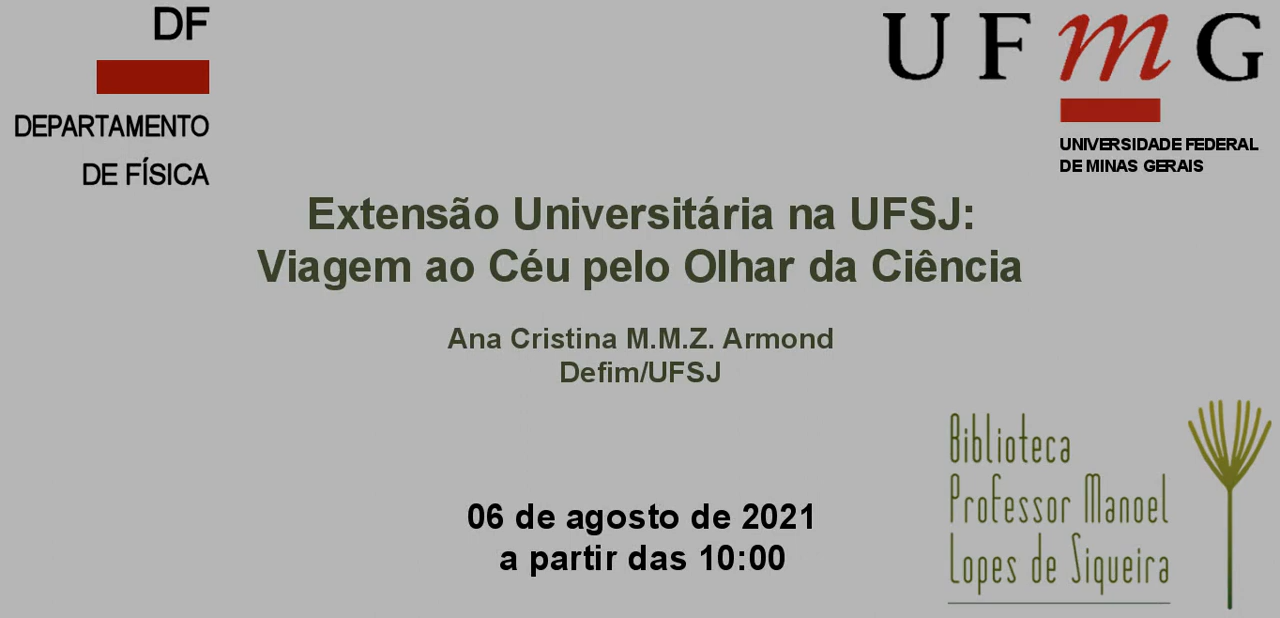 DF
DEPARTAMENTO
DE FÍSICA
UFmG
UNIVERSIDADE FEDERAL
DE MINAS GERAIS
Extensão Universitária na UFSJ:
Viagem ao Céu pelo Olhar da Ciência
Ana Cristina M.M.Z. Armond
Defim/UFSJ
06 de agosto de 2021
a partir das 10:00
Biblioteca
Professor Manoel
Lopes de Siqueira